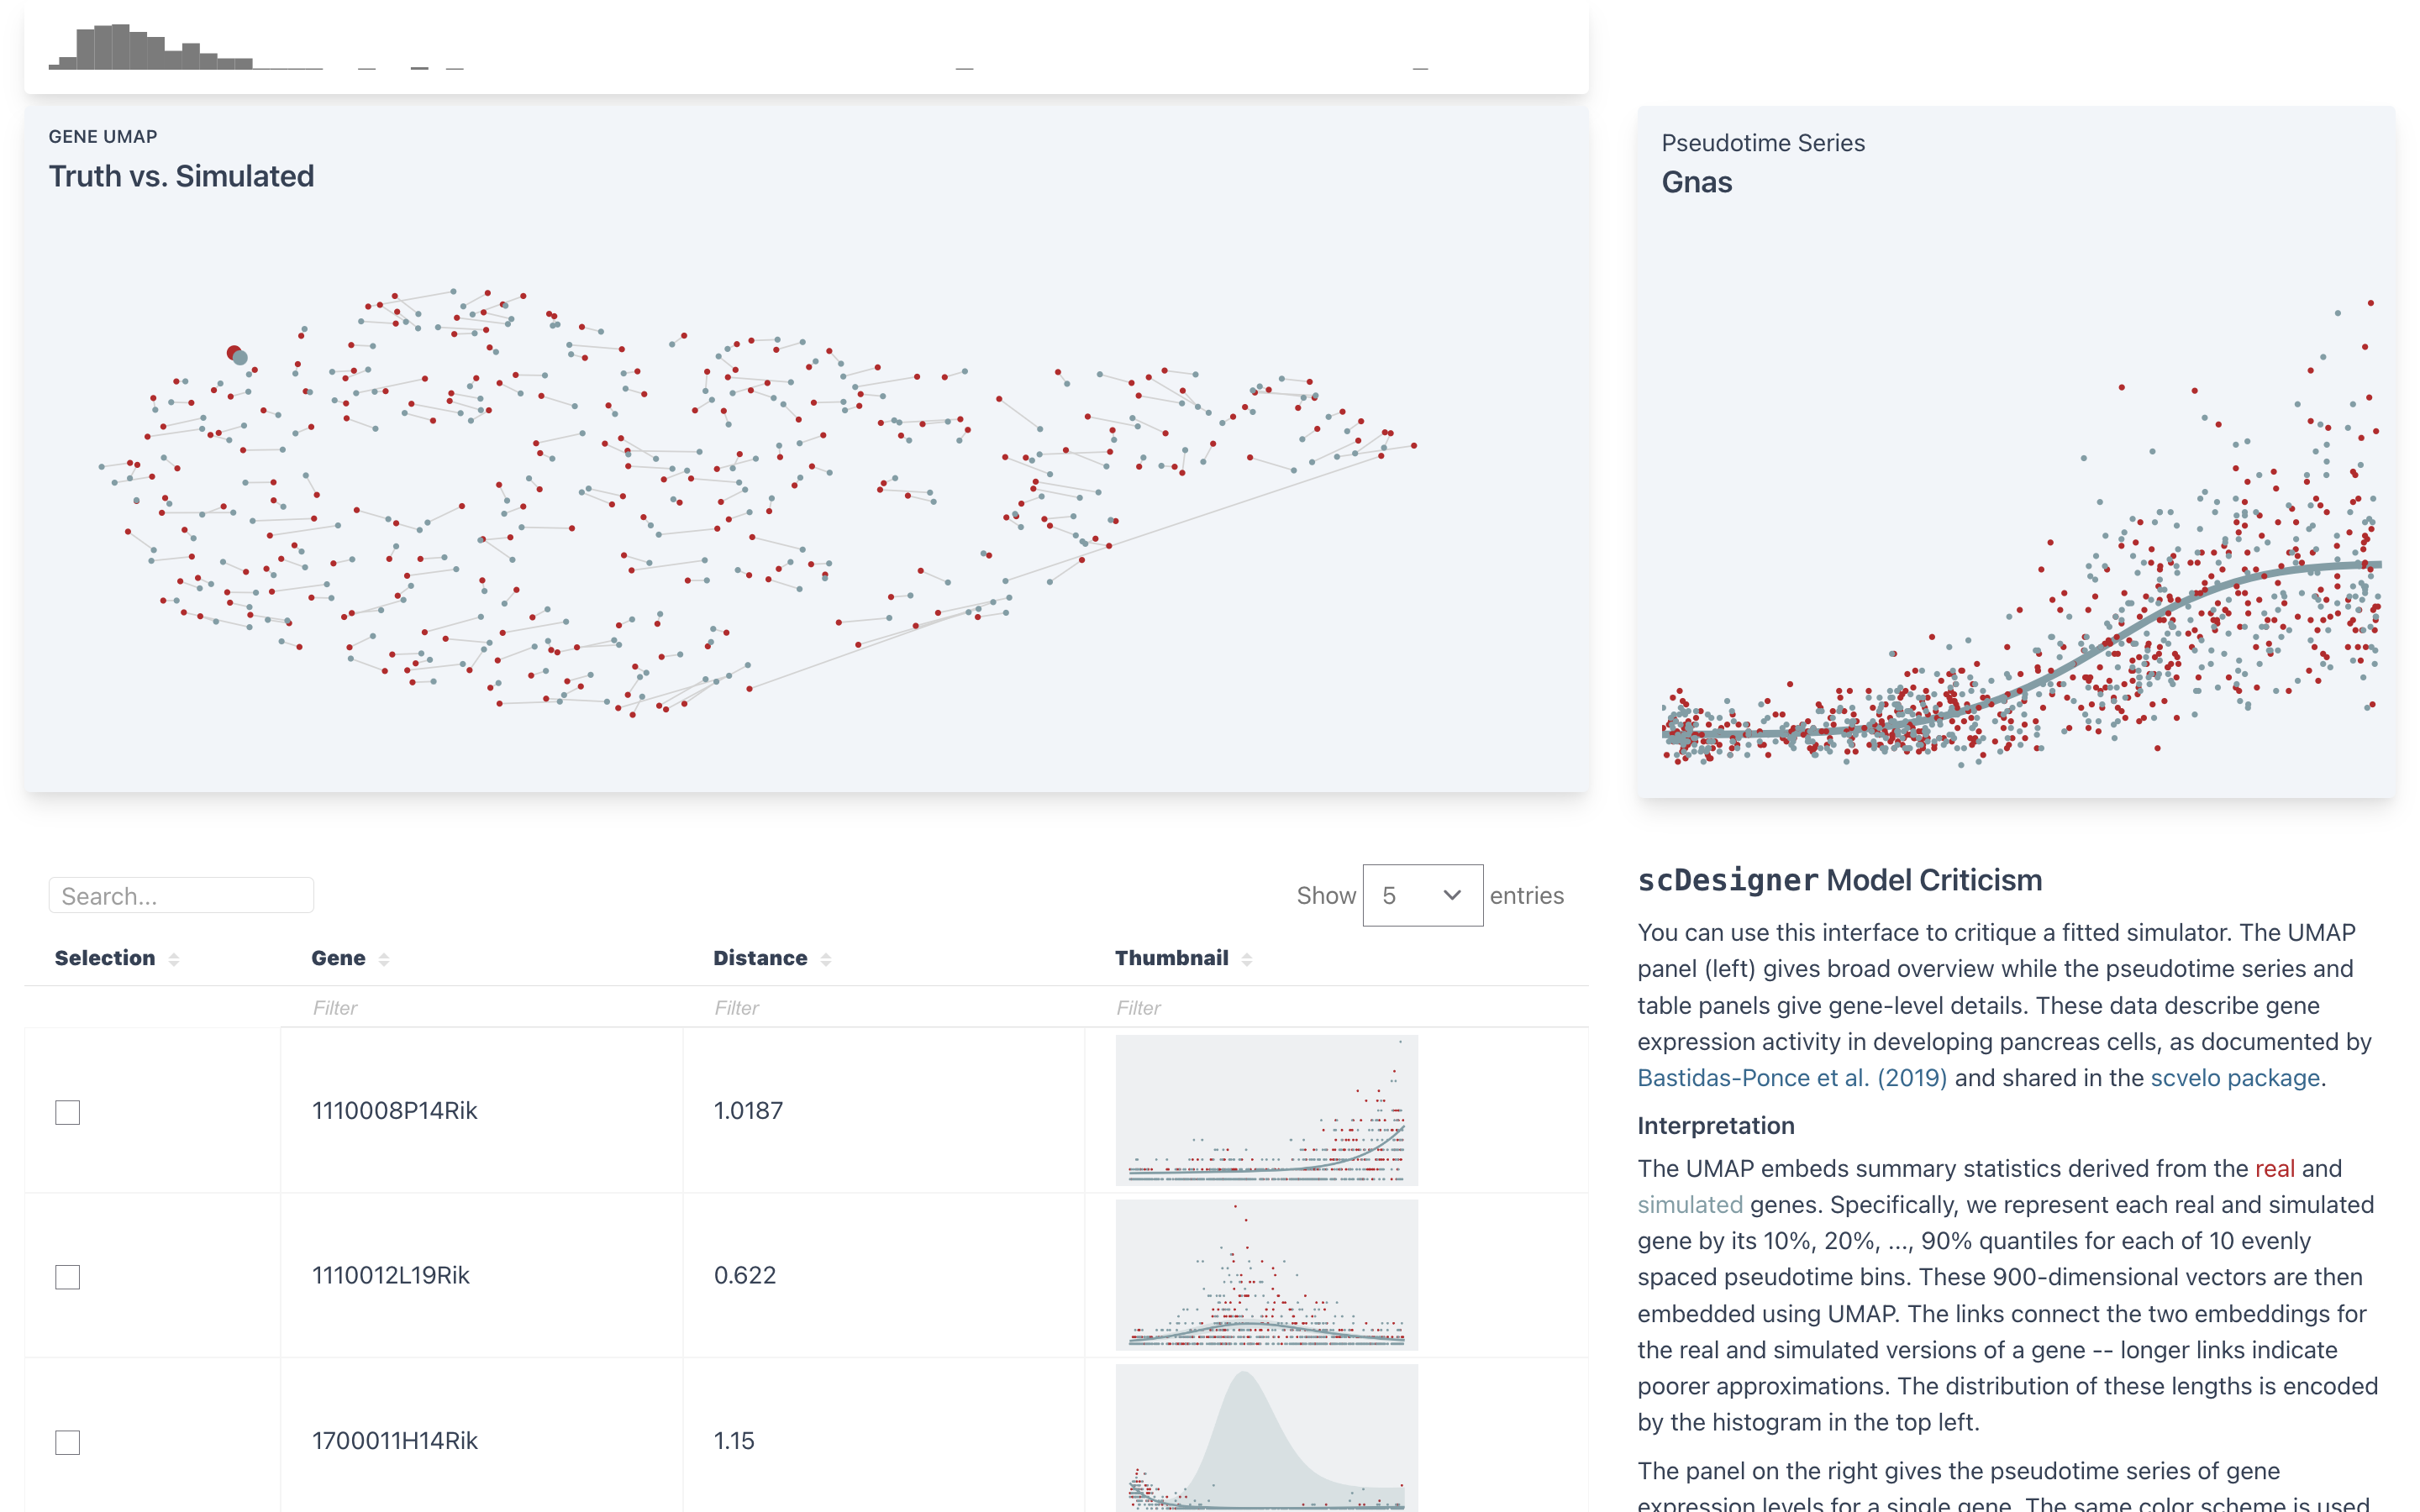 GENE UMAP
Truth vs. Simulated
Pseudotime Series
Gnas
Search...
Show 5 entries
Selection Gene Distance Thumbnail
Filter Filter Filter
1110008P14Rik 1.0187
1110012L19Rik 0.622
1700011H14Rik 1.15
scDesigner Model Criticism
You can use this interface to critique a fitted simulator. The UMAP
panel (left) gives broad overview while the pseudotime series and
table panels give gene-level details. These data describe gene
expression activity in developing pancreas cells, as documented by
Bastidas-Ponce et al. (2019) and shared in the scvelo package.
Interpretation
The UMAP embeds summary statistics derived from the real and
simulated genes. Specifically, we represent each real and simulated
gene by its 10%, 20%, ..., 90% quantiles for each of 10 evenly
spaced pseudotime bins. These 900-dimensional vectors are then
embedded using UMAP. The links connect the two embeddings for
the real and simulated versions of a gene -- longer links indicate
poorer approximations. The distribution of these lengths is encoded
by the histogram in the top left.
The panel on the right gives the pseudotime series of gene
expression levels for a single gene. The same color scheme is used